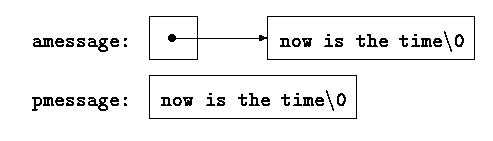 amessage: now is the time\0
pmessage: now is the time\0